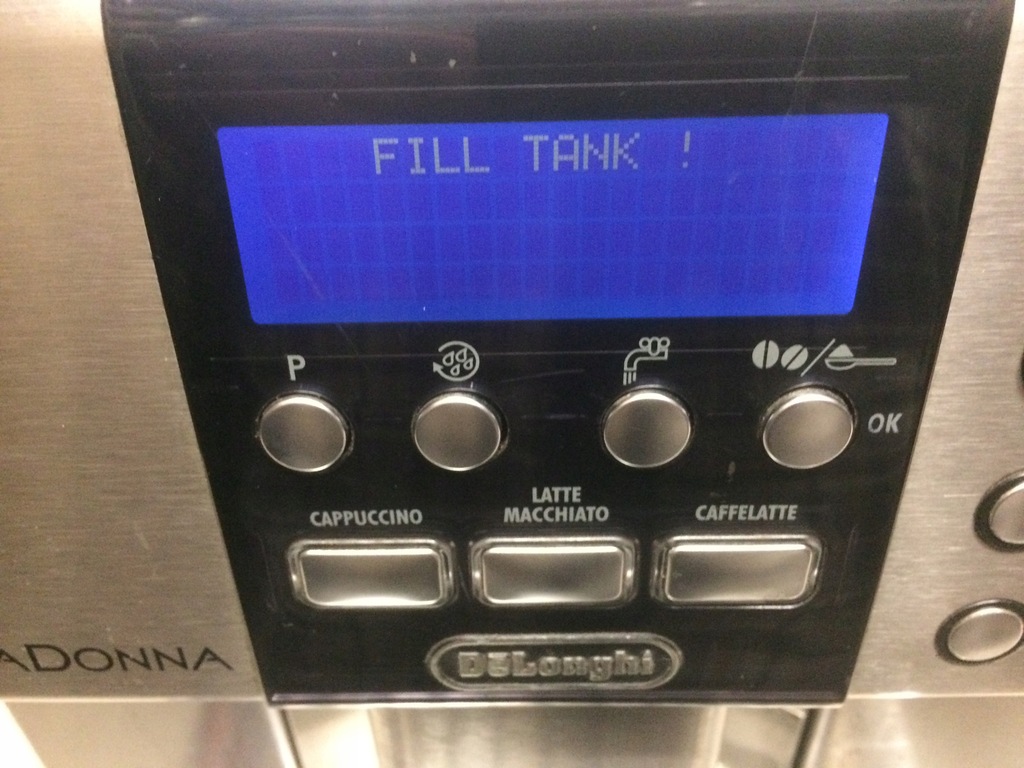 FILL TANK !
P
OK
CAPPUCCINO
LATTE
MACCHIATO
CAFFELATTE
ADONNA
DeLonghi